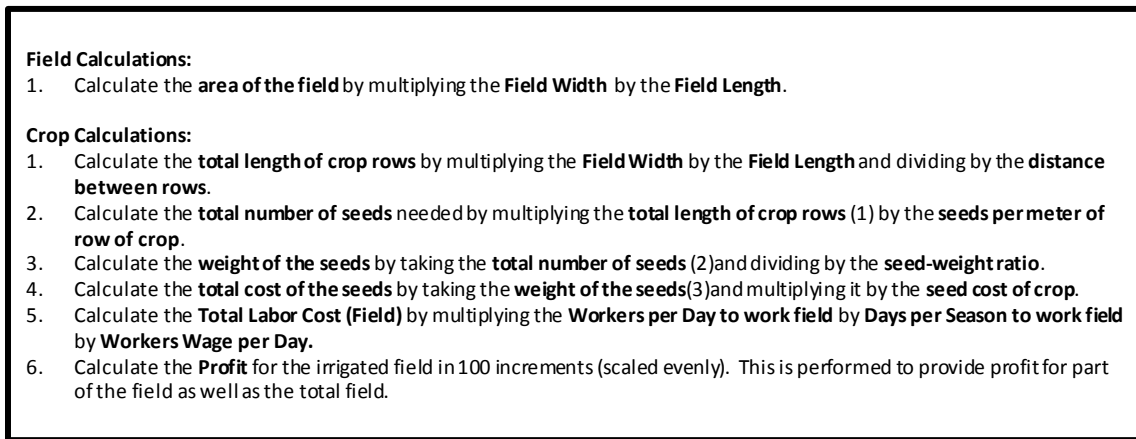 Field Calculations:
1. Calculate the area of the field by multiplying the Field Width by the Field Length.
Crop Calculations:
1. Calculate the total length of crop rows by multiplying the Field Width by the Field Length and dividing by the distance
between rows.
2. Calculate the total number of seeds needed by multiplying the total length of crop rows (1) by the seeds per meter of
row of crop.
3. Calculate the weight of the seeds by taking the total number of seeds (2)and dividing by the seed-weight ratio.
4. Calculate the total cost of the seeds by taking the weight of the seeds(3)and multiplying it by the seed cost of crop.
5. Calculate the Total Labor Cost (Field) by multiplying the Workers per Day to work field by Days per Season to work field
by Workers Wage per Day.
6. Calculate the Profit for the irrigated field in 100 increments (scaled evenly). This is performed to provide profit for part
of the field as well as the total field.